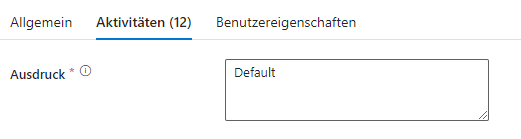 Allgemein Aktivitäten (12) Benutzereigenschaften
Ausdruck * Default